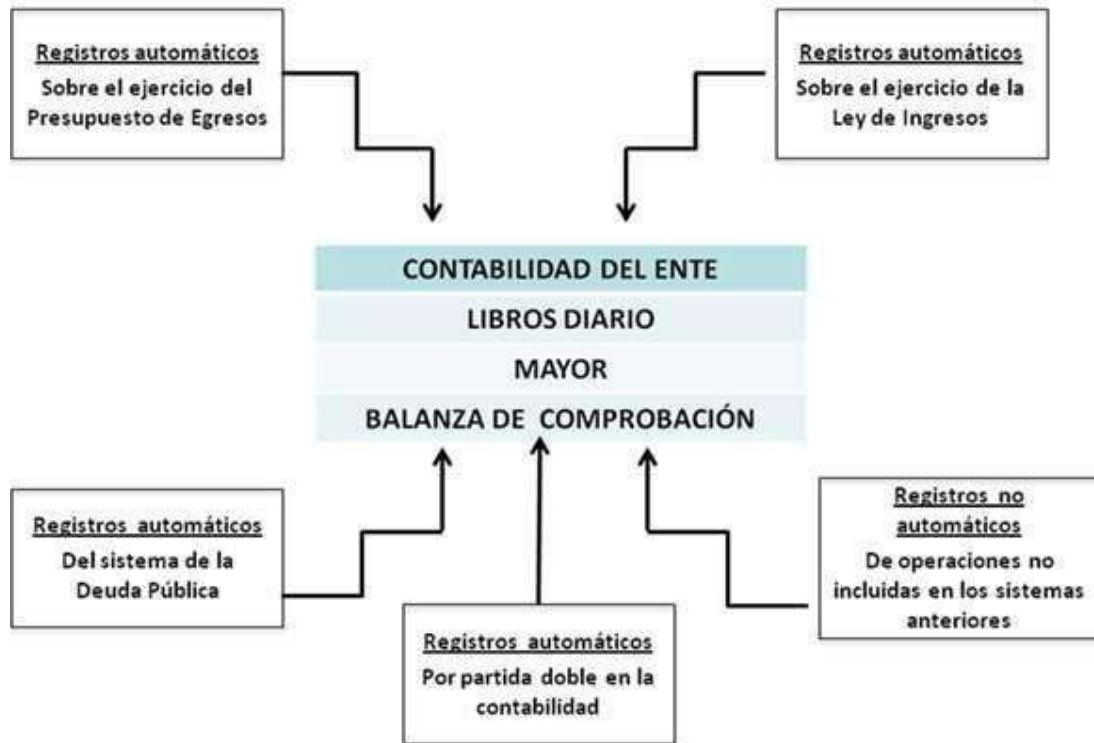 Registros automáticos
Sobre el ejercicio del
Presupuesto de Egresos
Registros automáticos
Sobre el ejercicio de la
Ley de Ingresos
CONTABILIDAD DEL ENTE
LIBROS DIARIO
MAYOR
BALANZA DE COMPROBACIÓN
Registros automáticos
Del sistema de la
Deuda Pública
Registros automáticos
Por partida doble en la
contabilidad
Registros no
automáticos
De operaciones no
incluidas en los sistemas
anteriores